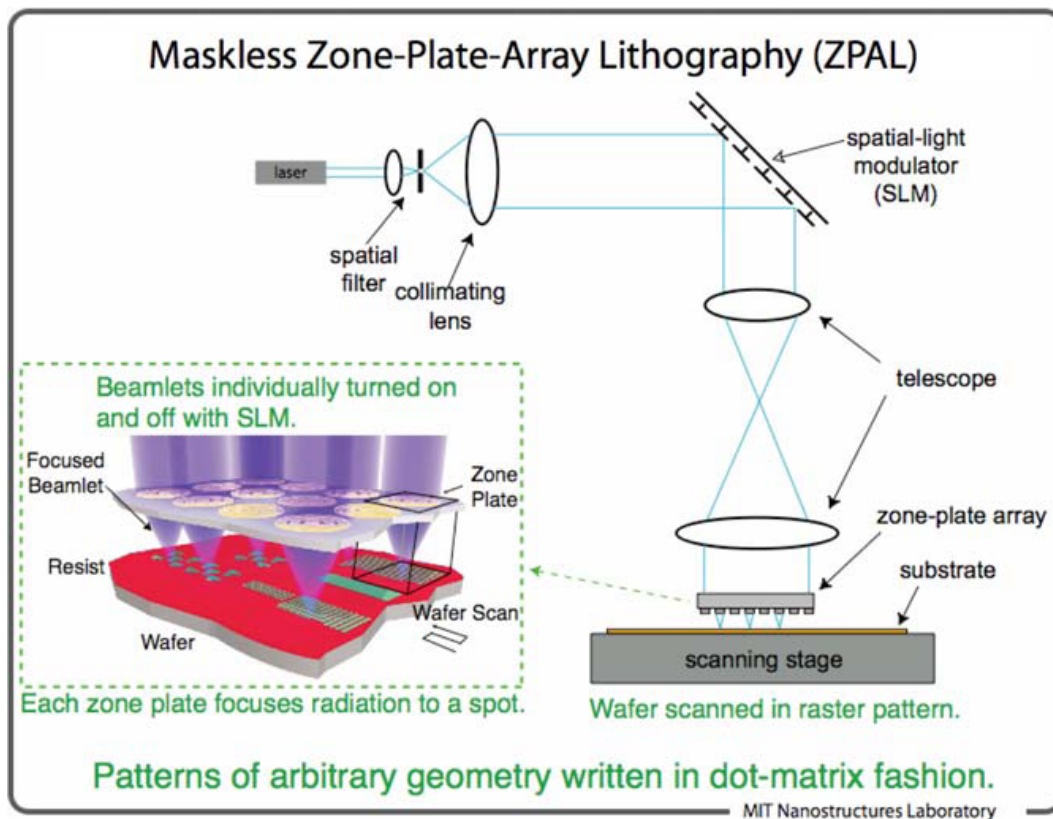 Maskless Zone-Plate-Array Lithography (ZPAL)
laser
spatial
filter
collimating
lens
spatial-light
modulator
(SLM)
telescope
zone-plate array
substrate
scanning stage
Wafer scanned in raster pattern.
Beamlets individually turned on
and off with SLM.
Focused
Beamlet
Zone
Plate
Resist
Wafer Scan
Wafer
Each zone plate focuses radiation to a spot.
Patterns of arbitrary geometry written in dot-matrix fashion.
MIT Nanostructures Laboratory